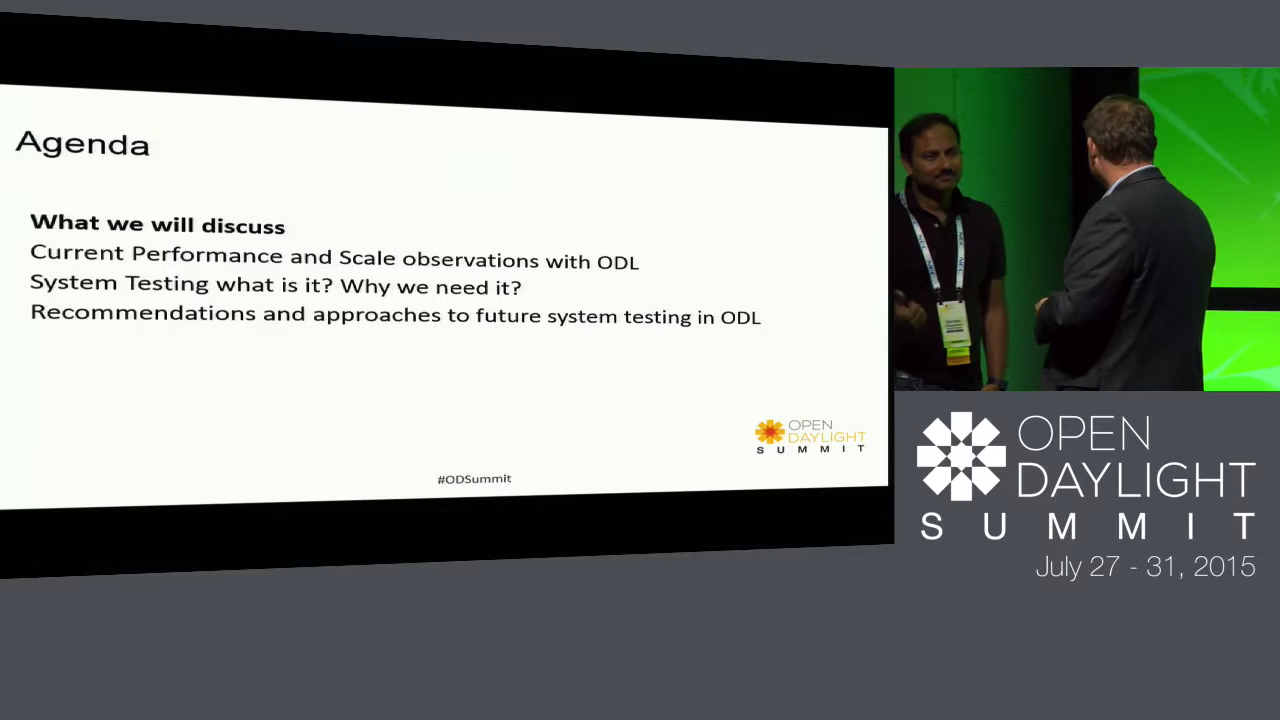 Agenda
What we will discuss
Current Performance and Scale observations with ODL
System Testing what is it? Why we need it?
Recommendations and approaches to future system testing in ODL
OPEN
DAYLIGHT
SUMMIT
#ODSummit
NEC
NEC
OPEN
DAYLIGHT
SUMMIT
July 27 - 31, 2015